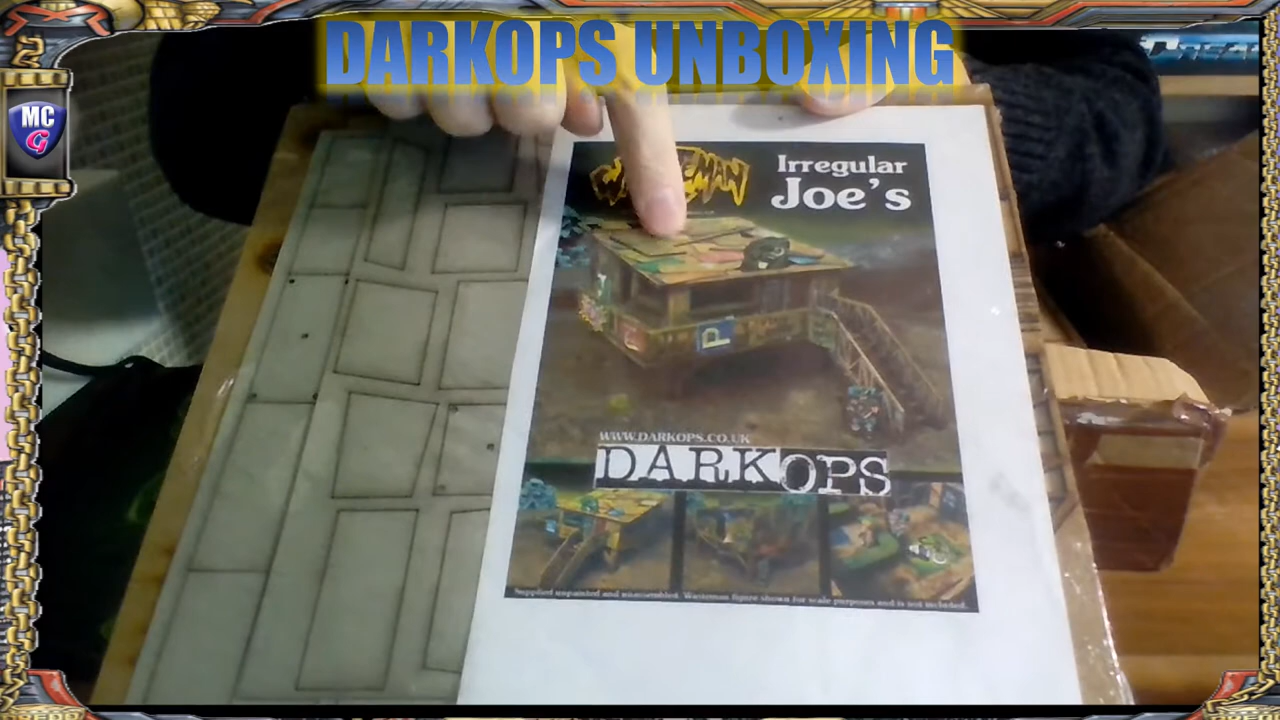 DARKOPS UNBOXING
MC
G
Irregular
Joe's
WWW.DARKOPS.CO.UK
DARKOPS
Supplied unpainted and unassembled. Wasteman figure shown for scale purposes and is not included.